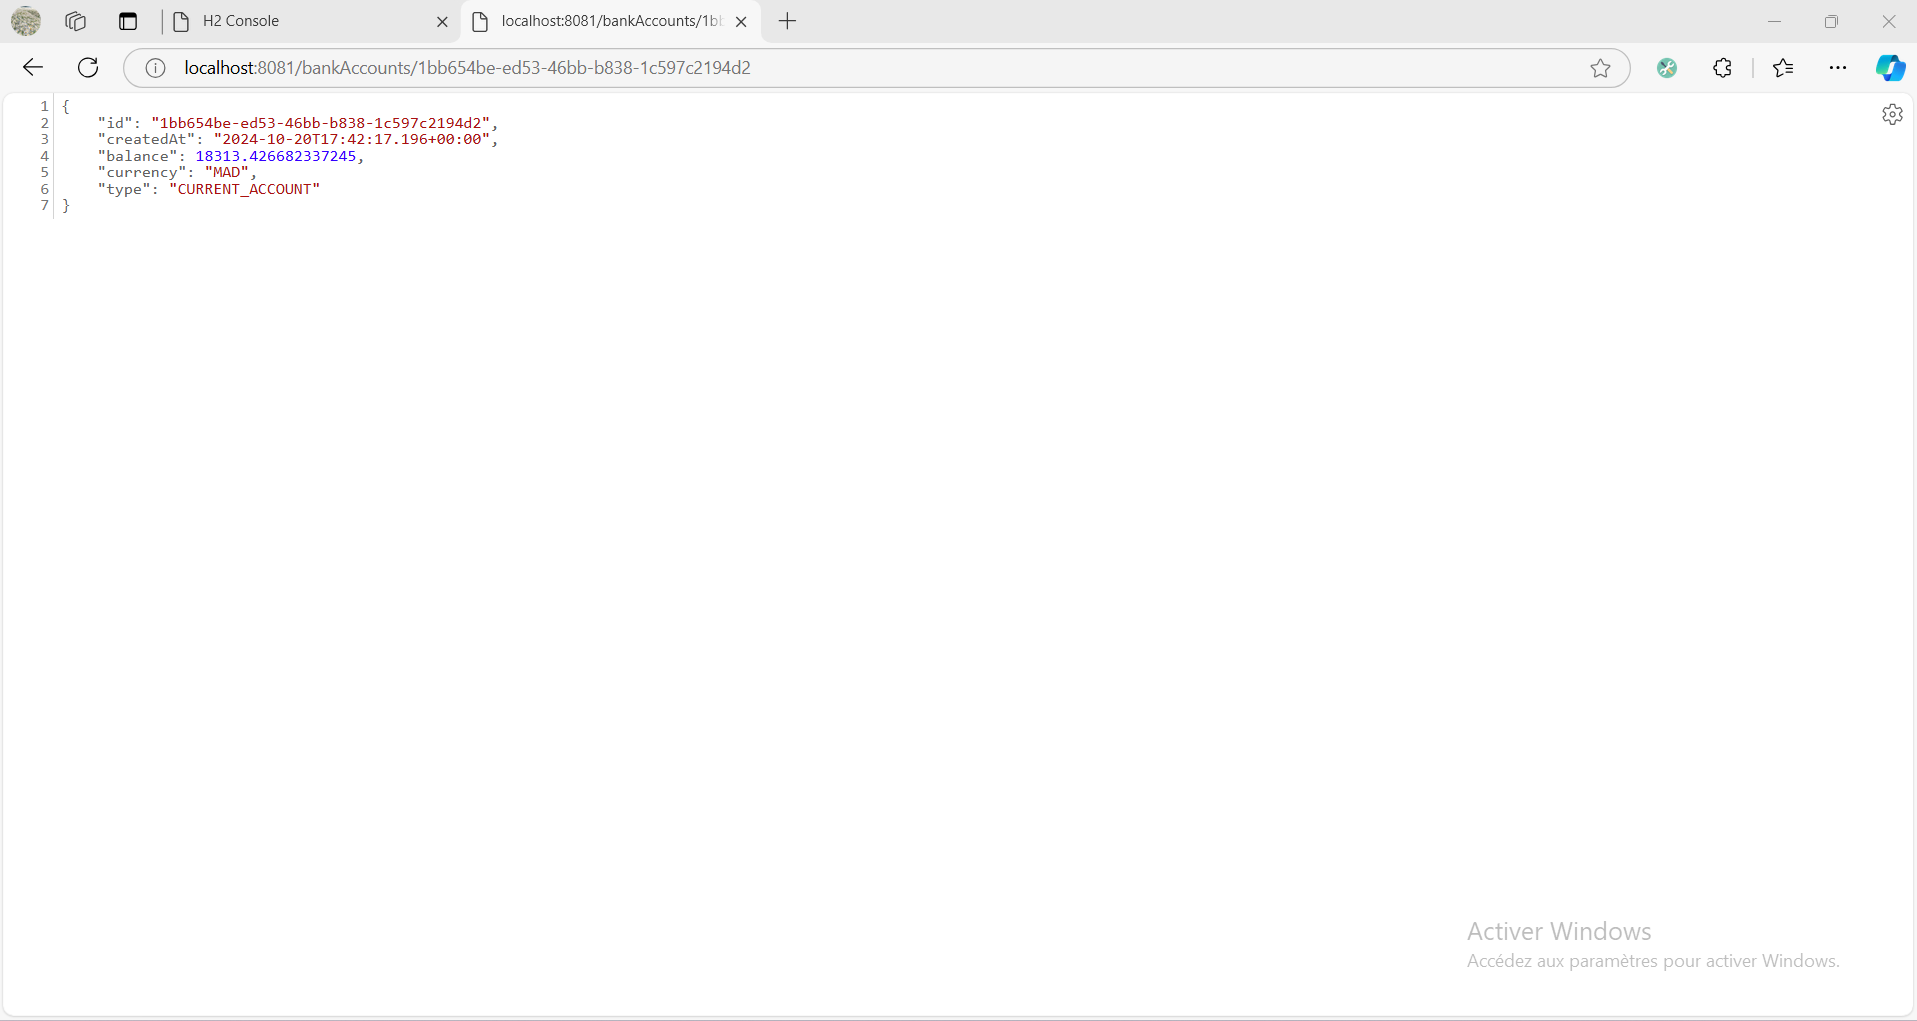 H2 Console
localhost:8081/bankAccounts/1bb
localhost:8081/bankAccounts/1bb654be-ed53-46bb-b838-1c597c2194d2
1 {
2 "id": "1bb654be-ed53-46bb-b838-1c597c2194d2",
3 "createdAt": "2024-10-20T17:42:17.196+00:00",
4 "balance": 18313.426682337245,
5 "currency": "MAD",
6 "type": "CURRENT_ACCOUNT"
7 }
Activer Windows
Accédez aux paramètres pour activer Windows.